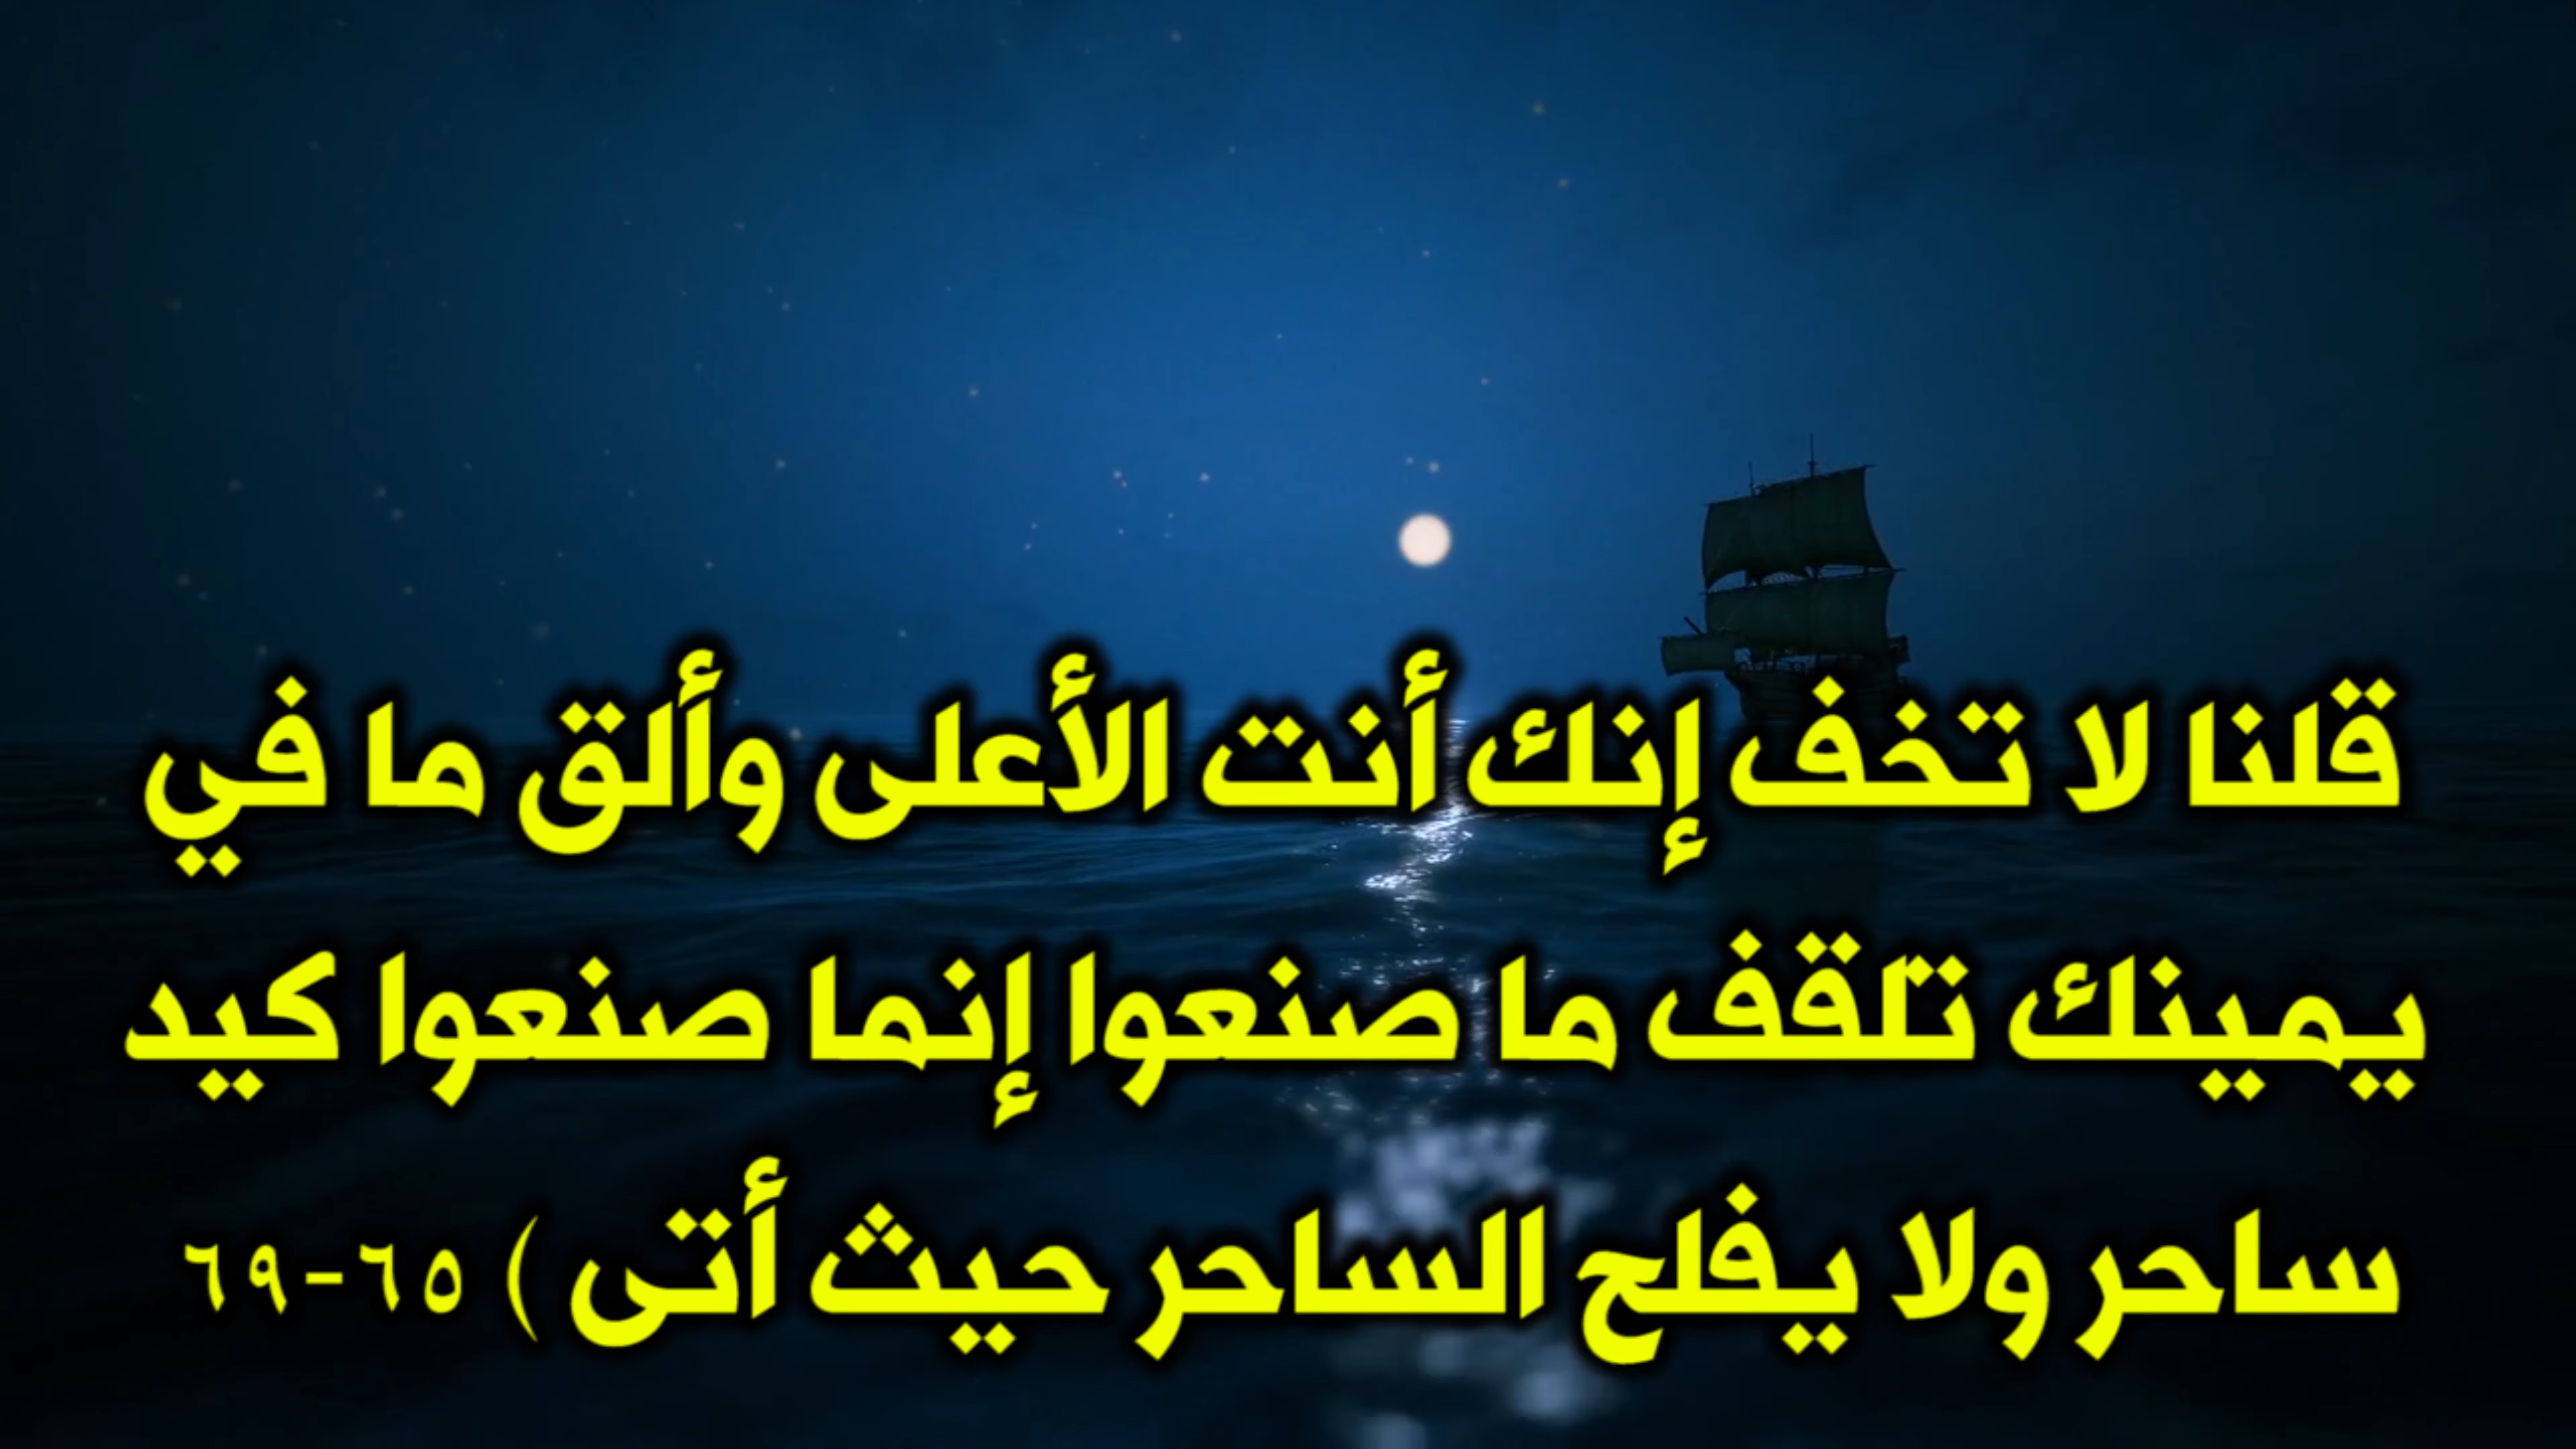 قلنا لا تخف إنك أنت الأعلى وألق ما في
يمينك تلقف ما صنعوا إنما صنعوا كيد
ساحر ولا يفلح الساحر حيث أتى ) ٦٥-٦٩